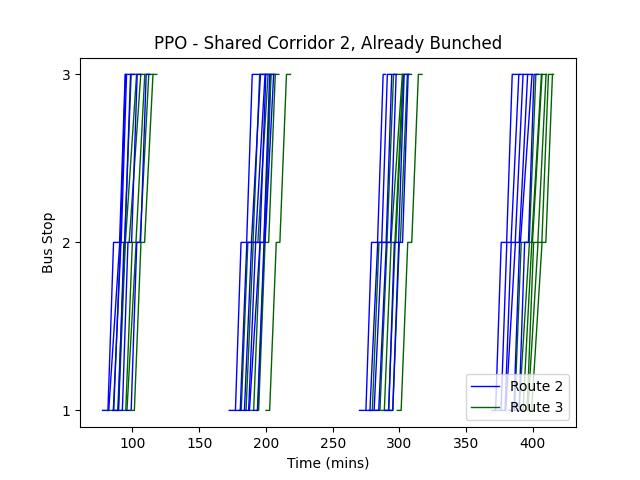 PPO - Shared Corridor 2, Already Bunched
3
2
1
Bus Stop
100 150 200 250 300 350 400
Time (mins)
Route 2
Route 3